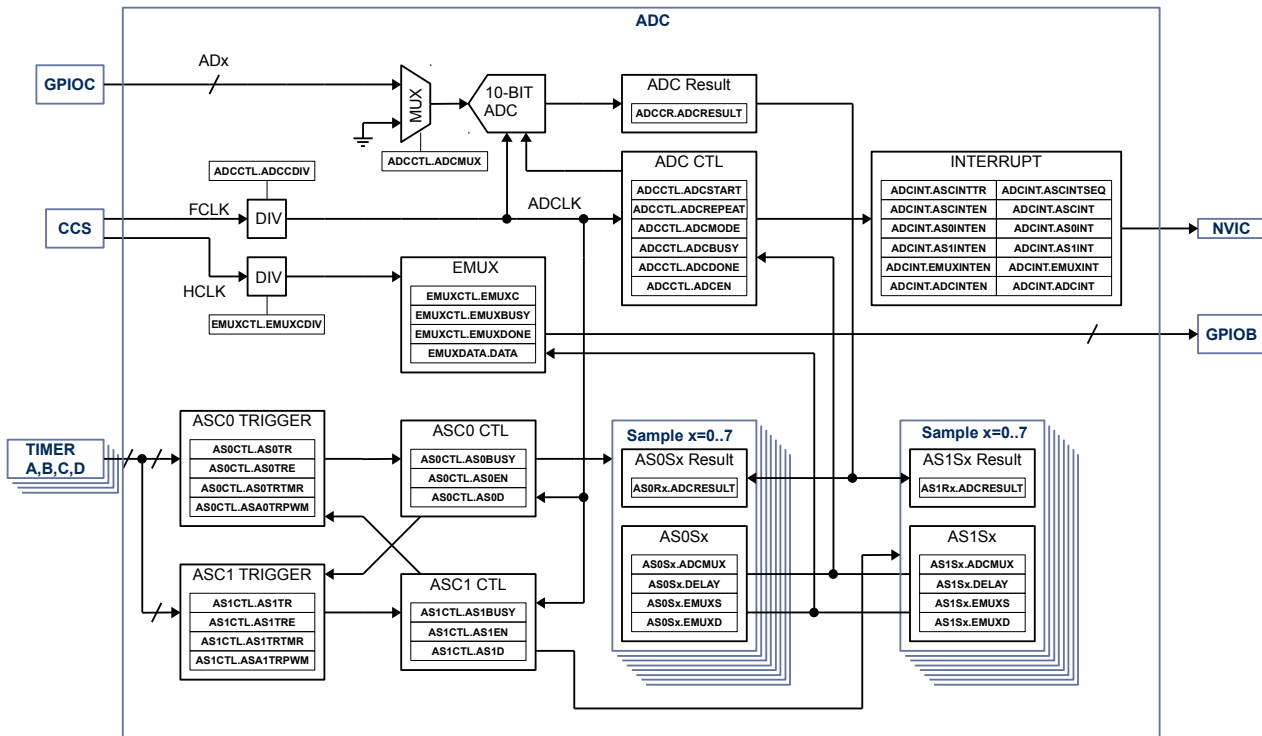 ADC
GPIOC
ADx
MUX
10-BIT
ADC
ADC Result
ADCCR.ADCRESULT
ADCCTL.ADCMUX
ADCCTL.ADCCDIV
CCS
FCLK
DIV
ADCLK
HCLK
DIV
EMUXCTL.EMUXCDIV
ADC CTL
ADCCTL.ADCSTART
ADCCTL.ADCREPEAT
ADCCTL.ADCMODE
ADCCTL.ADCBUSY
ADCCTL.ADCDONE
ADCCTL.ADCEN
INTERRUPT
ADCINT.ASCINTTR ADCINT.ASCINTSEQ
ADCINT.ASCINTEN ADCINT.ASCINT
ADCINT.AS0INTEN ADCINT.AS0INT
ADCINT.AS1INTEN ADCINT.AS1INT
ADCINT.EMUXINTEN ADCINT.EMUXINT
ADCINT.ADCINTEN ADCINT.ADCINT
NVIC
EMUX
EMUXCTL.EMUXC
EMUXCTL.EMUXBUSY
EMUXCTL.EMUXDONE
EMUXDATA.DATA
GPIOB
TIMER
A,B,C,D
ASC0 TRIGGER
AS0CTL.AS0TR
AS0CTL.AS0TRE
AS0CTL.AS0TRTMR
AS0CTL.ASA0TRPWM
ASC0 CTL
AS0CTL.AS0BUSY
AS0CTL.AS0EN
AS0CTL.AS0D
ASC1 TRIGGER
AS1CTL.AS1TR
AS1CTL.AS1TRE
AS1CTL.AS1TRTMR
AS1CTL.ASA1TRPWM
ASC1 CTL
AS1CTL.AS1BUSY
AS1CTL.AS1EN
AS1CTL.AS1D
Sample x=0..7
AS0Sx Result
AS0Rx.ADCRESULT
AS0Sx
AS0Sx.ADCMUX
AS0Sx.DELAY
AS0Sx.EMUXS
AS0Sx.EMUXD
Sample x=0..7
AS1Sx Result
AS1Rx.ADCRESULT
AS1Sx
AS1Sx.ADCMUX
AS1Sx.DELAY
AS1Sx.EMUXS
AS1Sx.EMUXD